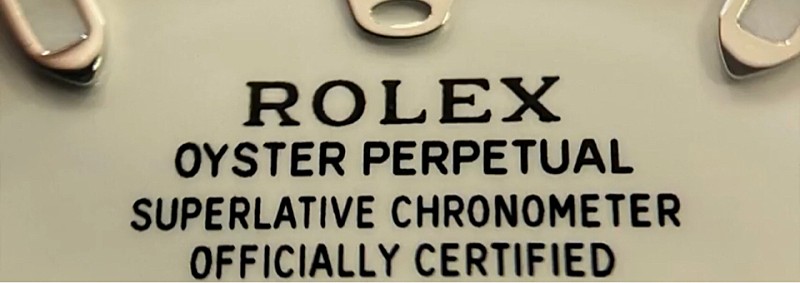 ROLEX
OYSTER PERPETUAL
SUPERLATIVE CHRONOMETER
OFFICIALLY CERTIFIED